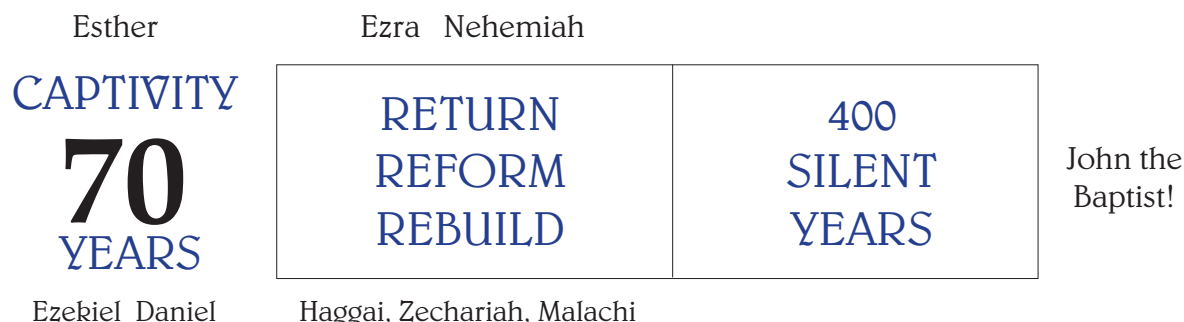 Esther
Ezra Nehemiah
CAPTIVITY
70
YEARS
RETURN
REFORM
REBUILD
400
SILENT
YEARS
John the
Baptist!
Ezekiel Daniel
Haggai, Zechariah, Malachi